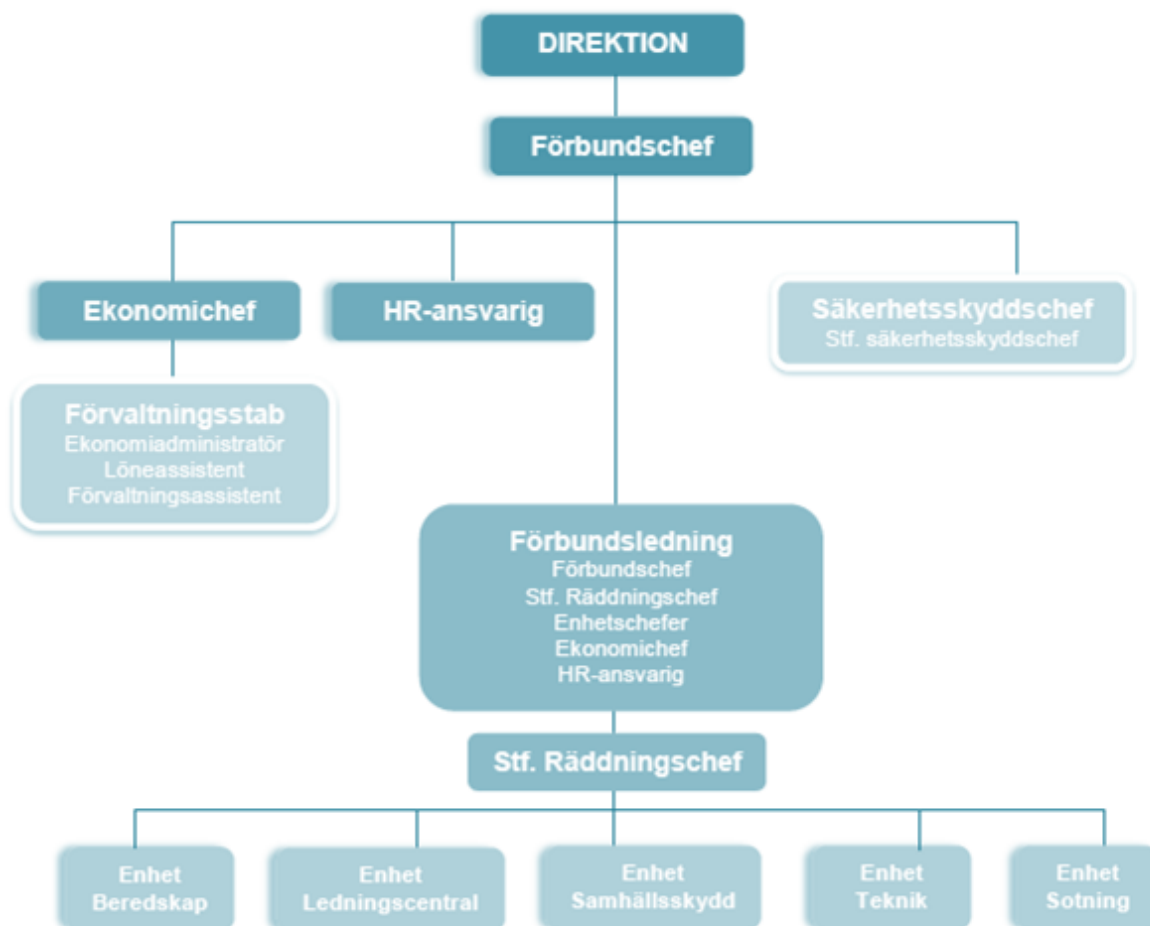 DIREKTION
Förbundschef
Ekonomichef
HR-ansvarig
Säkerhetsskyddschef
Stf. säkerhetsskyddschef
Förvaltningsstab
Ekonomiadministratör
Löneassistent
Förvaltningsassistent
Förbundsledning
Förbundschef
Stf. Räddningschef
Enhetschefer
Ekonomichef
HR-ansvarig
Stf. Räddningschef
Enhet
Beredskap
Enhet
Ledningscentral
Enhet
Samhällsskydd
Enhet
Teknik
Enhet
Sotning